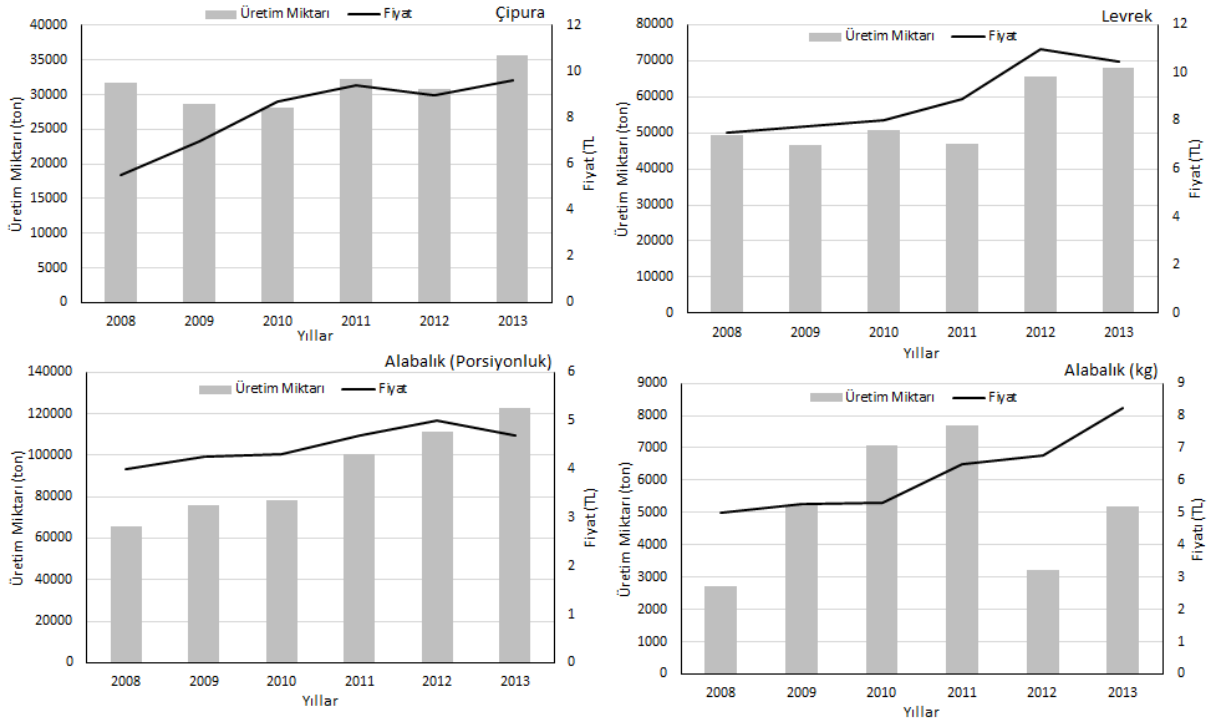 Çipura
Üretim Miktarı Fiyat
40000
35000
30000
25000
20000
15000
10000
5000
0
Üretim Miktarı (ton)
12
10
8
6
4
2
0
Fiyat (TL
2008 2009 2010 2011 2012 2013
Yıllar
Levrek
Üretim Miktarı Fiyat
80000
70000
60000
50000
40000
30000
20000
10000
0
Üretim Miktarı (ton)
12
10
8
6
4
2
0
Fiyat (TL)
2008 2009 2010 2011 2012 2013
Yıllar
Alabalık (Porsiyonluk)
Üretim Miktarı Fiyat
140000
120000
100000
80000
60000
40000
20000
0
Üretim Miktarı (ton)
6
5
4
3
2
1
0
Fiyat (TL)
2008 2009 2010 2011 2012 2013
Yıllar
Alabalık (kg)
Üretim Miktarı Fiyat
9000
8000
7000
6000
5000
4000
3000
2000
1000
0
Üretim Miktarı (ton)
9
8
7
6
5
4
3
2
1
0
Fiyatı (TL)
2008 2009 2010 2011 2012 2013
Yıllar